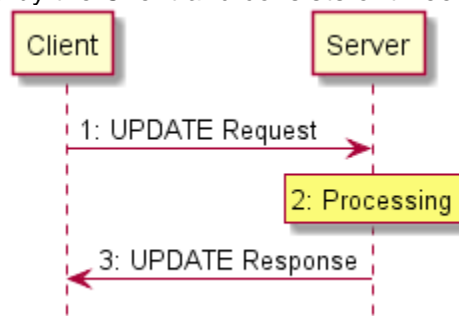 Client
Server
1: UPDATE Request
2: Processing
3: UPDATE Response